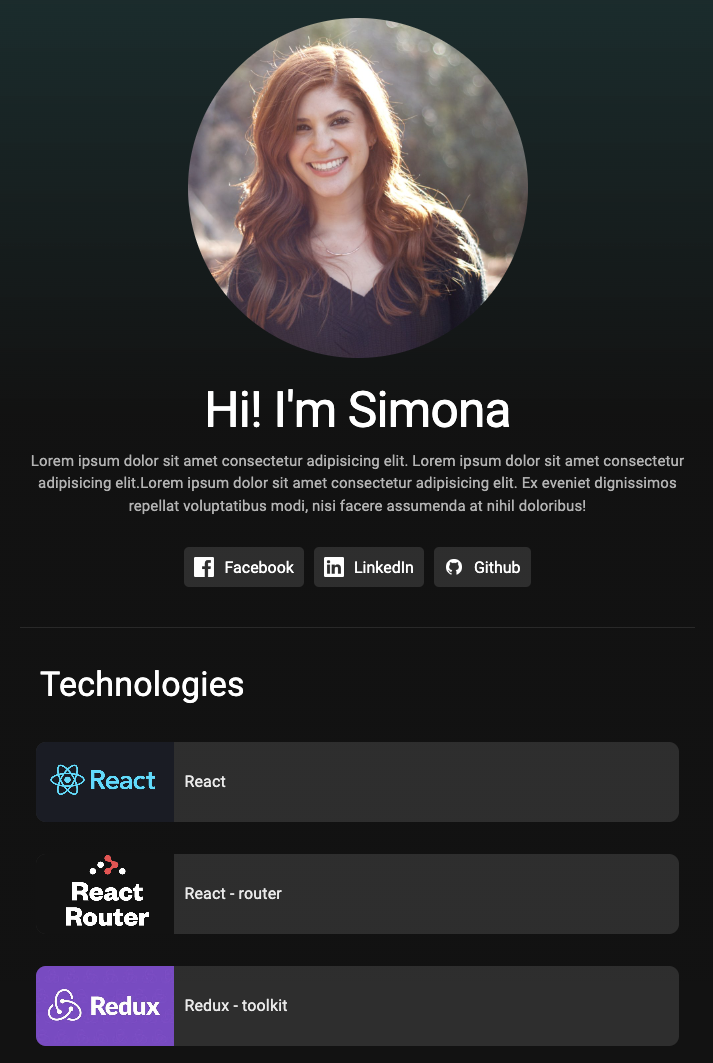 Hi! I'm Simona
Lorem ipsum dolor sit amet consectetur adipisicing elit. Lorem ipsum dolor sit amet consectetur
adipisicing elit.Lorem ipsum dolor sit amet consectetur adipisicing elit. Ex eveniet dignissimos
repellat voluptatibus modi, nisi facere assumenda at nihil doloribus!
Facebook LinkedIn Github
Technologies
React React
React
Router
React - router
Redux Redux - toolkit